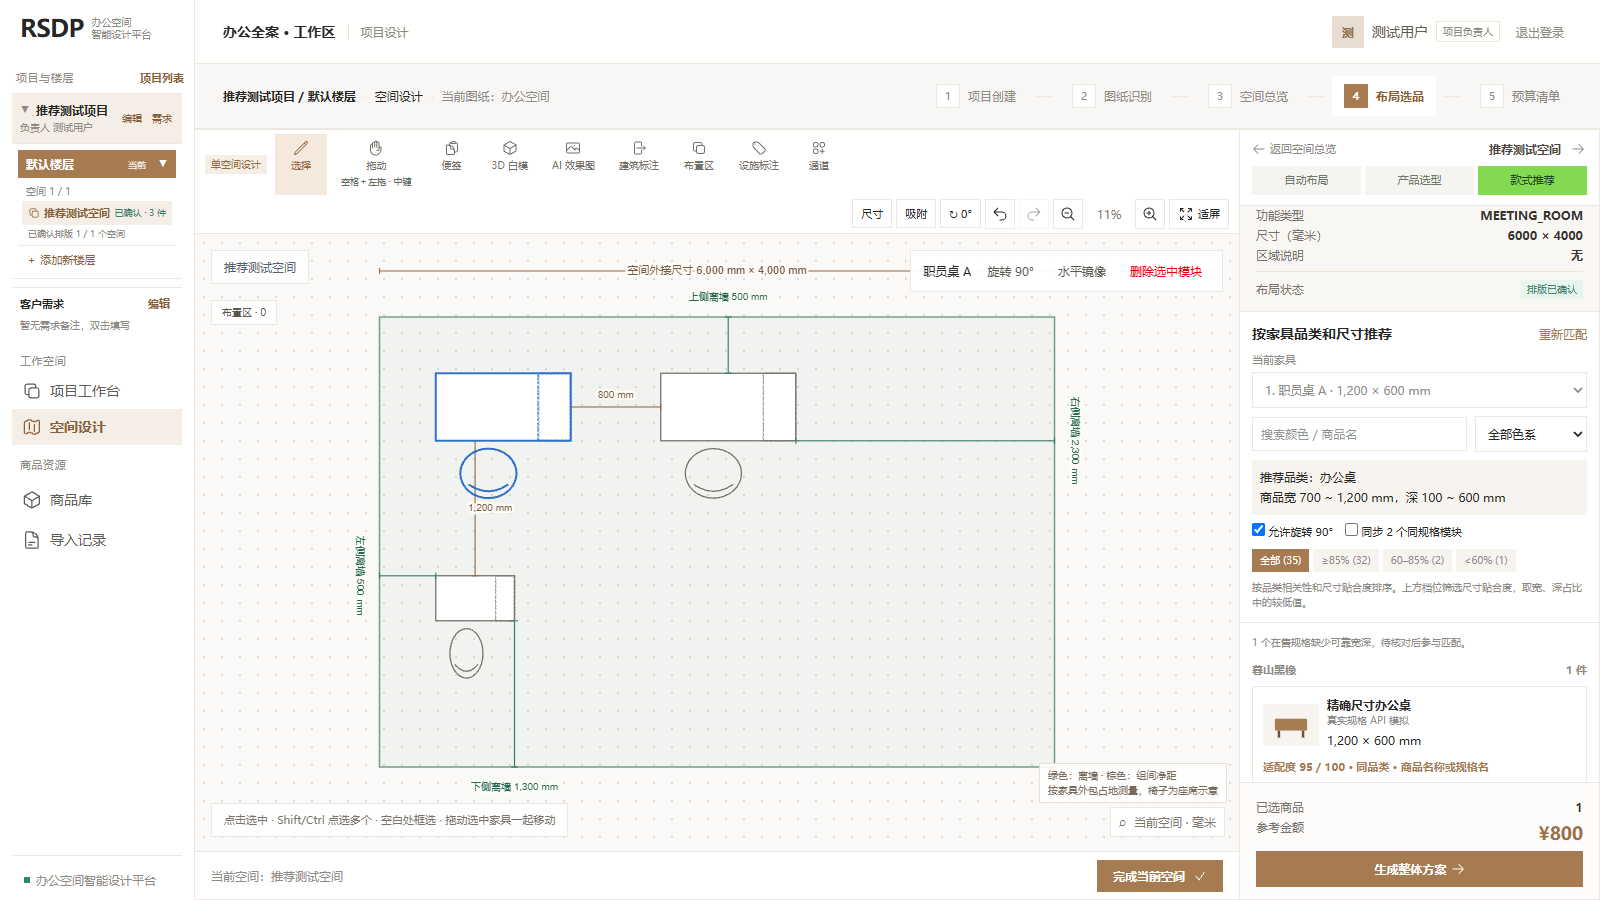 RSDP
办公空间
智能设计平台
项目与楼层
项目列表
▼ 推荐测试项目
负责人 测试用户
编辑 需求
默认楼层
当前 ▼
空间 1 / 1
推荐测试空间 已确认 · 3 件
已确认排版 1 / 1 个空间
+ 添加新楼层
客户需求
编辑
暂无需求备注，双击填写
工作空间
项目工作台
空间设计
商品资源
商品库
导入记录
办公空间智能设计平台
办公全案 • 工作区
项目设计
测
测试用户
项目负责人
退出登录
推荐测试项目 / 默认楼层 · 空间设计 · 当前图纸：办公空间
1 项目创建
2 图纸识别
3 空间总览
4 布局选品
5 预算清单
单空间设计
选择
拖动
空格 + 左拖 · 中键
便签
3D 白模
AI 效果图
建筑标注
布置区
设施标注
通道
尺寸
吸附
↻ 0°
11%
适屏
推荐测试空间
布置区 · 0
空间外接尺寸 6,000 mm × 4,000 mm
职员桌 A
旋转 90°
水平镜像
删除选中模块
上侧离墙 500 mm
800 mm
右侧离墙 2,300 mm
1,200 mm
左侧离墙 500 mm
下侧离墙 1,300 mm
绿色：离墙 · 棕色：组间净距
按家具外包占地测量，椅子为座席示意
点击选中 · Shift/Ctrl 点选多个 · 空白处框选 · 拖动选中家具一起移动
当前空间 · 毫米
当前空间：推荐测试空间
完成当前空间 ✓
← 返回空间总览
推荐测试空间 →
自动布局
产品选型
款式推荐
功能类型
MEETING_ROOM
尺寸（毫米）
6000 × 4000
区域说明
无
布局状态
排版已确认
按家具品类和尺寸推荐
重新匹配
当前家具
1. 职员桌 A · 1,200 × 600 mm
搜索颜色 / 商品名
全部色系
推荐品类：办公桌
商品宽 700 ~ 1,200 mm，深 100 ~ 600 mm
允许旋转 90°
同步 2 个同规格模块
全部 (35)
≥85% (32)
60–85% (2)
<60% (1)
按品类相关性和尺寸贴合度排序。上方档位筛选尺寸贴合度，取宽、深占比
中的较低值。
1 个在售规格缺少可靠宽深，待核对后参与匹配。
暮山黑橡
1 件
精确尺寸办公桌
真实规格 API 模拟
1,200 × 600 mm
适配度 95 / 100 • 同品类 • 商品名称或规格名
已选商品
1
参考金额
¥800
生成整体方案 →